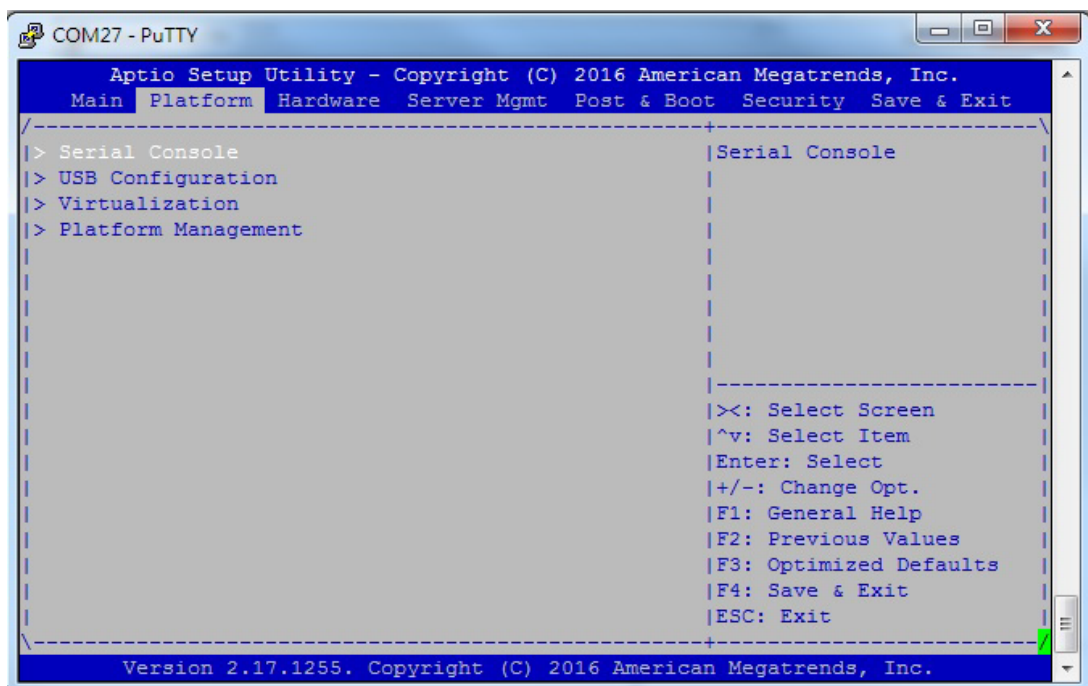 COM27 - PuTTY
Aptio Setup Utility - Copyright (C) 2016 American Megatrends, Inc.
Main Platform Hardware Server Mgmt Post & Boot Security Save & Exit
/----------------------------------------------------+------------------------\
|> Serial Console |Serial Console |
|> USB Configuration | |
|> Virtualization | |
|> Platform Management | |
| | |
| | |
| | |
| | |
| | |
| |------------------------|
| |><: Select Screen |
| |^v: Select Item |
| |Enter: Select |
| |+/-: Change Opt. |
| |F1: General Help |
| |F2: Previous Values |
| |F3: Optimized Defaults |
| |F4: Save & Exit |
| |ESC: Exit |
\----------------------------------------------------+------------------------/
Version 2.17.1255. Copyright (C) 2016 American Megatrends, Inc.